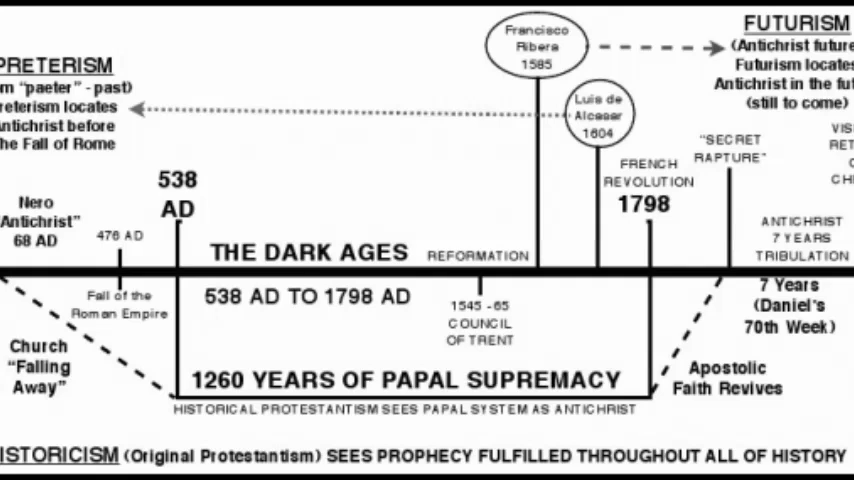 PRETERISM
m "paeter" - past)
reterism locates
ntichrist before
he Fall of Rome
Francisco
Ribera
1585
Luis de
Alcasar
1604
FUTURISM
(Antichrist future
Futurism locates
Antichrist in the fut
(still to come)
"SECRET
RAPTURE"
VIS
RET
CH
538
AD
FRENCH
REVOLUTION
1798
Nero
Antichrist"
68 AD
476 AD
THE DARK AGES
REFORMATION
ANTICHRIST
7 YEARS
TRIBULATION
Fall of the
Roman Empire
538 AD TO 1798 AD
1545 -65
COUNCIL
OF TRENT
7 Years
(Daniel's
70th Week)
Church
"Falling
Away"
1260 YEARS OF PAPAL SUPREMACY
HISTORICAL PROTESTANTISM SEES PAPAL SYSTEM AS ANTICHRIST
Apostolic
Faith Revives
ISTORICISM (Original Protestantism) SEES PROPHECY FULFILLED THROUGHOUT ALL OF HISTORY